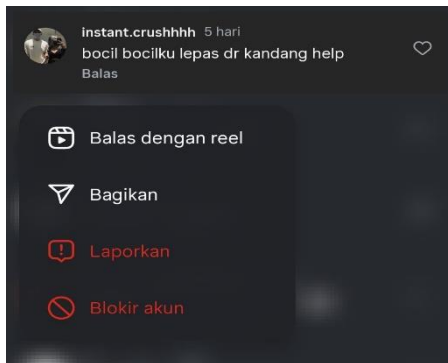 instant.crushhhh 5 hari
bocil bocilku lepas dr kandang help
Balas
Balas dengan reel
Bagikan
Laporkan
Blokir akun